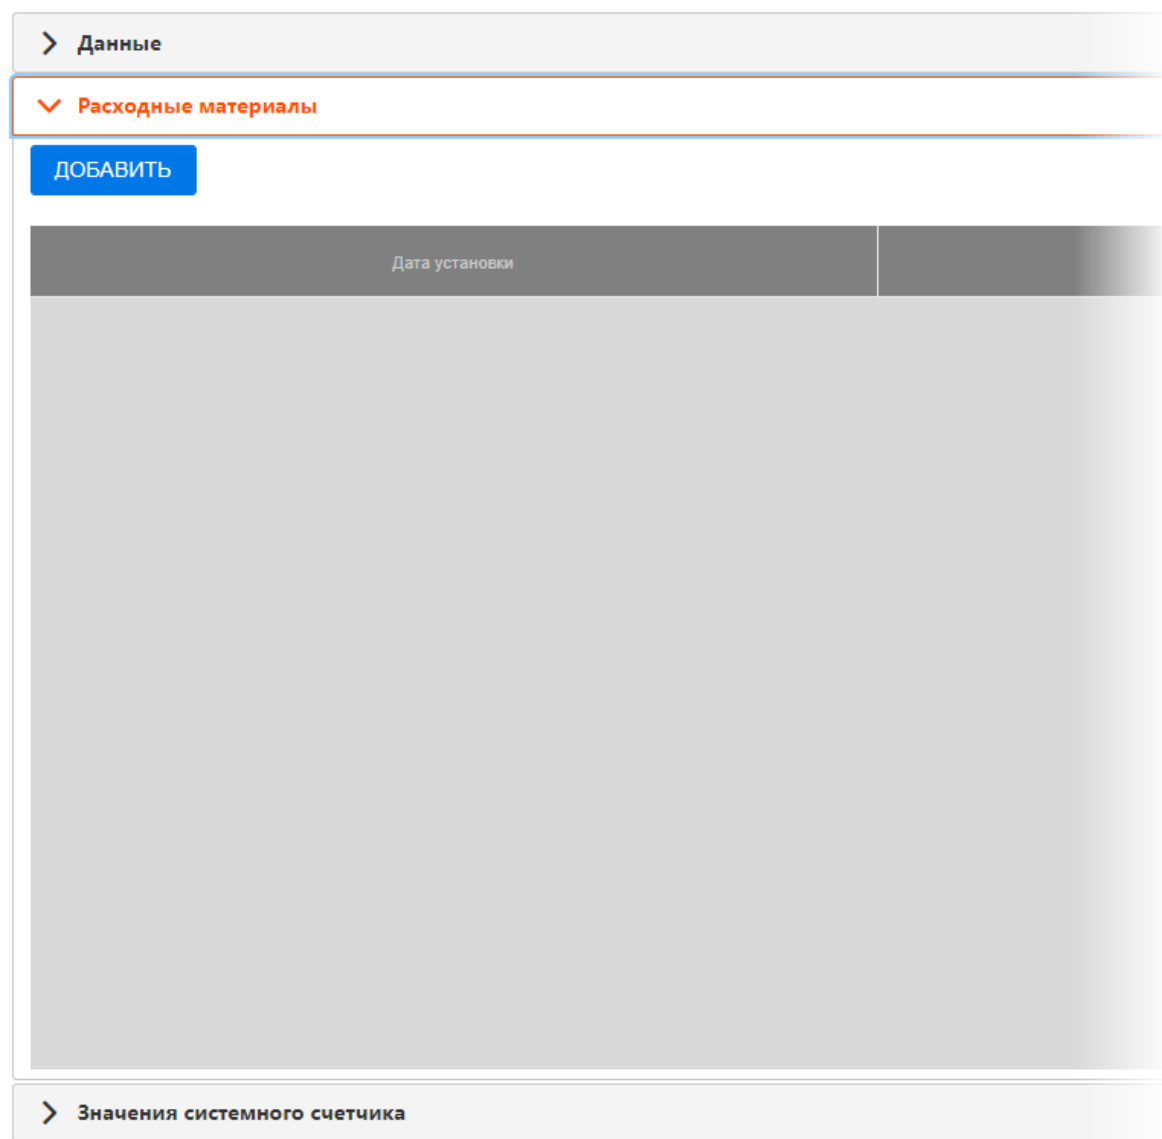 Данные
Расходные материалы
ДОБАВИТЬ
Дата установки
Значения системного счетчика